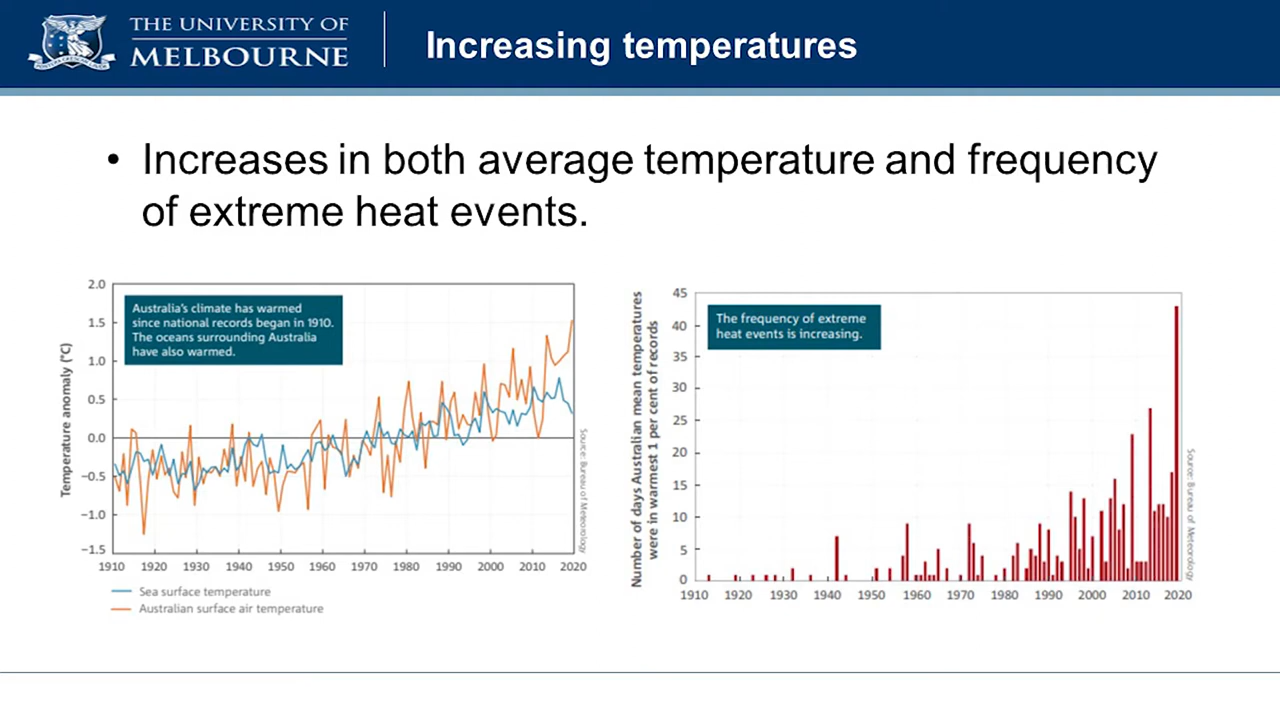 THE UNIVERSITY OF
MELBOURNE
Increasing temperatures
• Increases in both average temperature and frequency
of extreme heat events.
Temperature anomaly (°C)
2.0
1.5
1.0
0.5
0.0
−0.5
−1.0
−1.5
Australia's climate has warmed
since national records began in 1910.
The oceans surrounding Australia
have also warmed.
1910 1920 1930 1940 1950 1960 1970 1980 1990 2000 2010 2020
Source: Bureau of Meteorology
Sea surface temperature
Australian surface air temperature
Number of days Australian mean temperatures
were in warmest 1 per cent of records
45
40
35
30
25
20
15
10
5
0
The frequency of extreme
heat events is increasing.
1910 1920 1930 1940 1950 1960 1970 1980 1990 2000 2010 2020
Source: Bureau of Meteorology